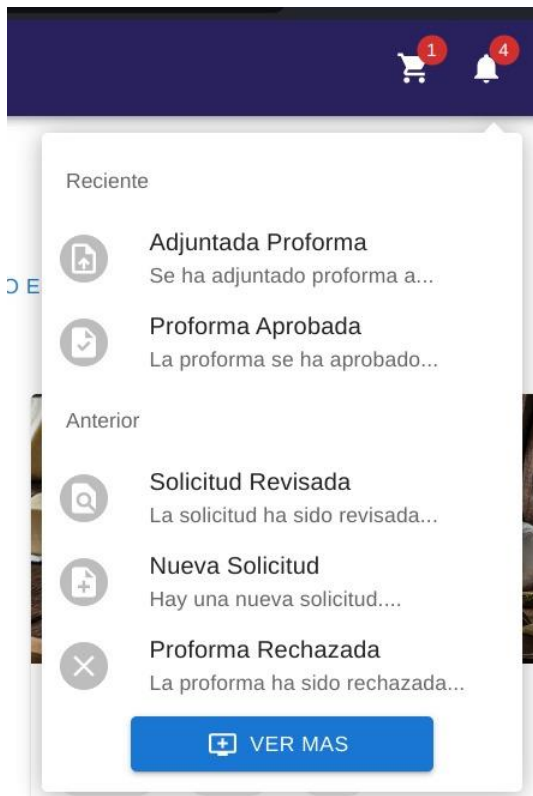 1
4
Reciente
Adjuntada Proforma
Se ha adjuntado proforma a...
O E
Proforma Aprobada
La proforma se ha aprobado...
Anterior
Solicitud Revisada
La solicitud ha sido revisada...
Nueva Solicitud
Hay una nueva solicitud....
Proforma Rechazada
La proforma ha sido rechazada...
VER MAS